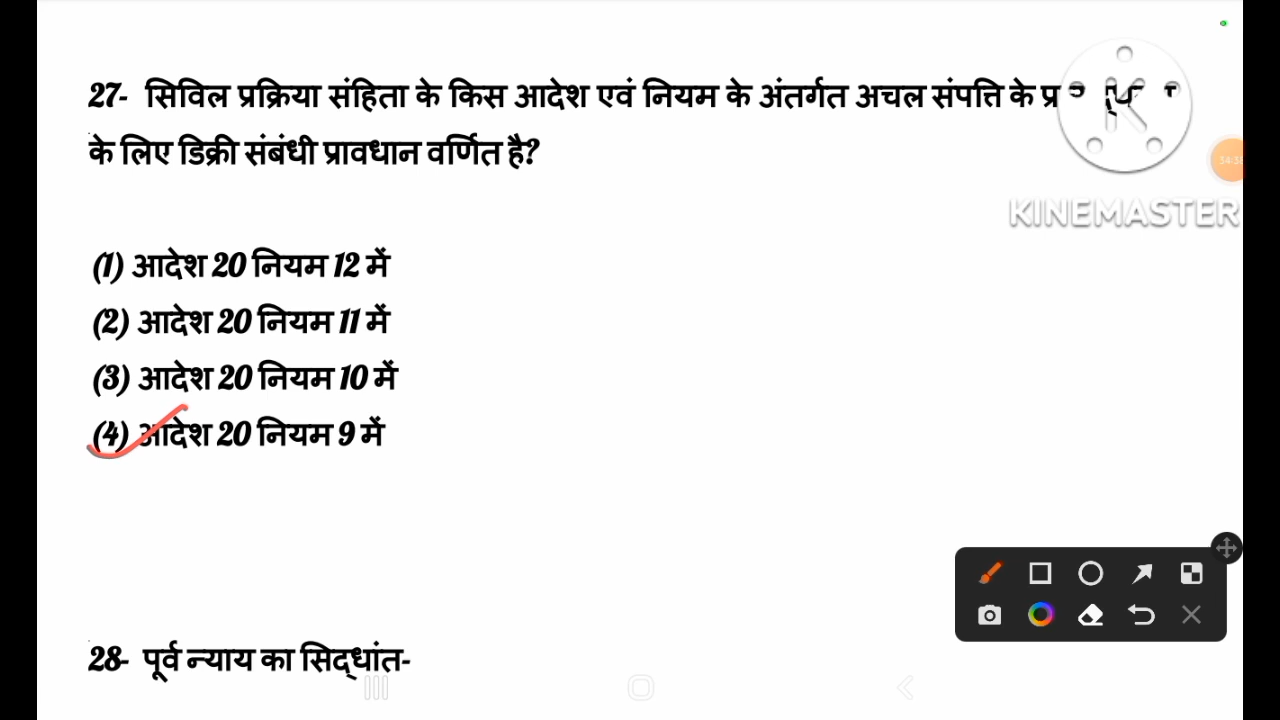 27- सिविल प्रक्रिया संहिता के किस आदेश एवं नियम के अंतर्गत अचल संपत्ति के
KINEMASTER
के लिए डिक्री संबंधी प्रावधान वर्णित है?
(1) आदेश 20 नियम 12 में
(2) आदेश 20 नियम 11 में
(3) आदेश 20 नियम 10 में
(4) आदेश 20 नियम 9 में
28- पूर्व न्याय का सिद्धांत-